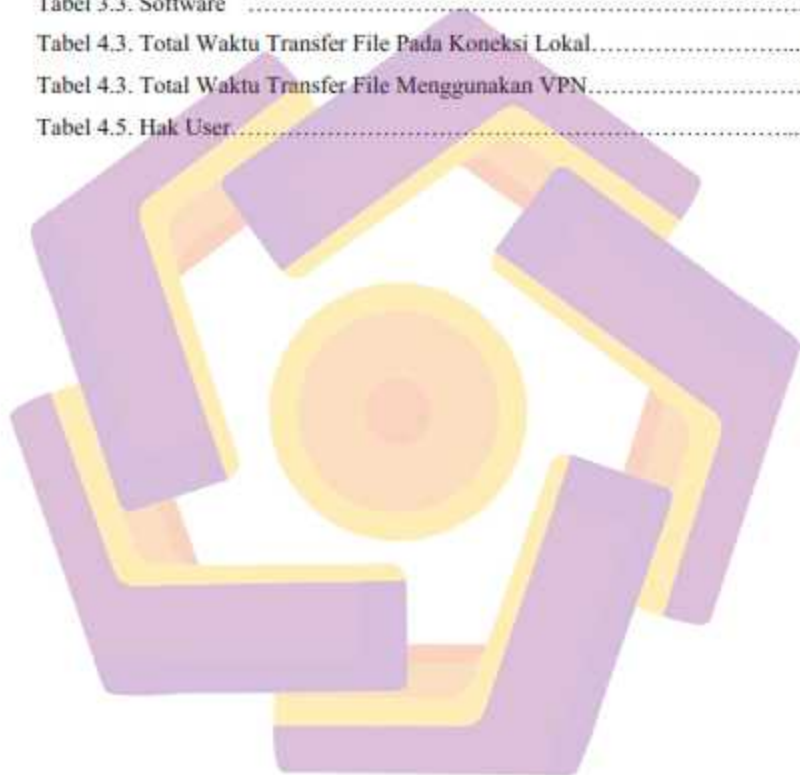 Tabel 3.3. Software ……………………………………………………
Tabel 4.3. Total Waktu Transfer File Pada Koneksi Lokal…………………...
Tabel 4.3. Total Waktu Transfer File Menggunakan VPN…………………
Tabel 4.5. Hak User……………………………………………………...